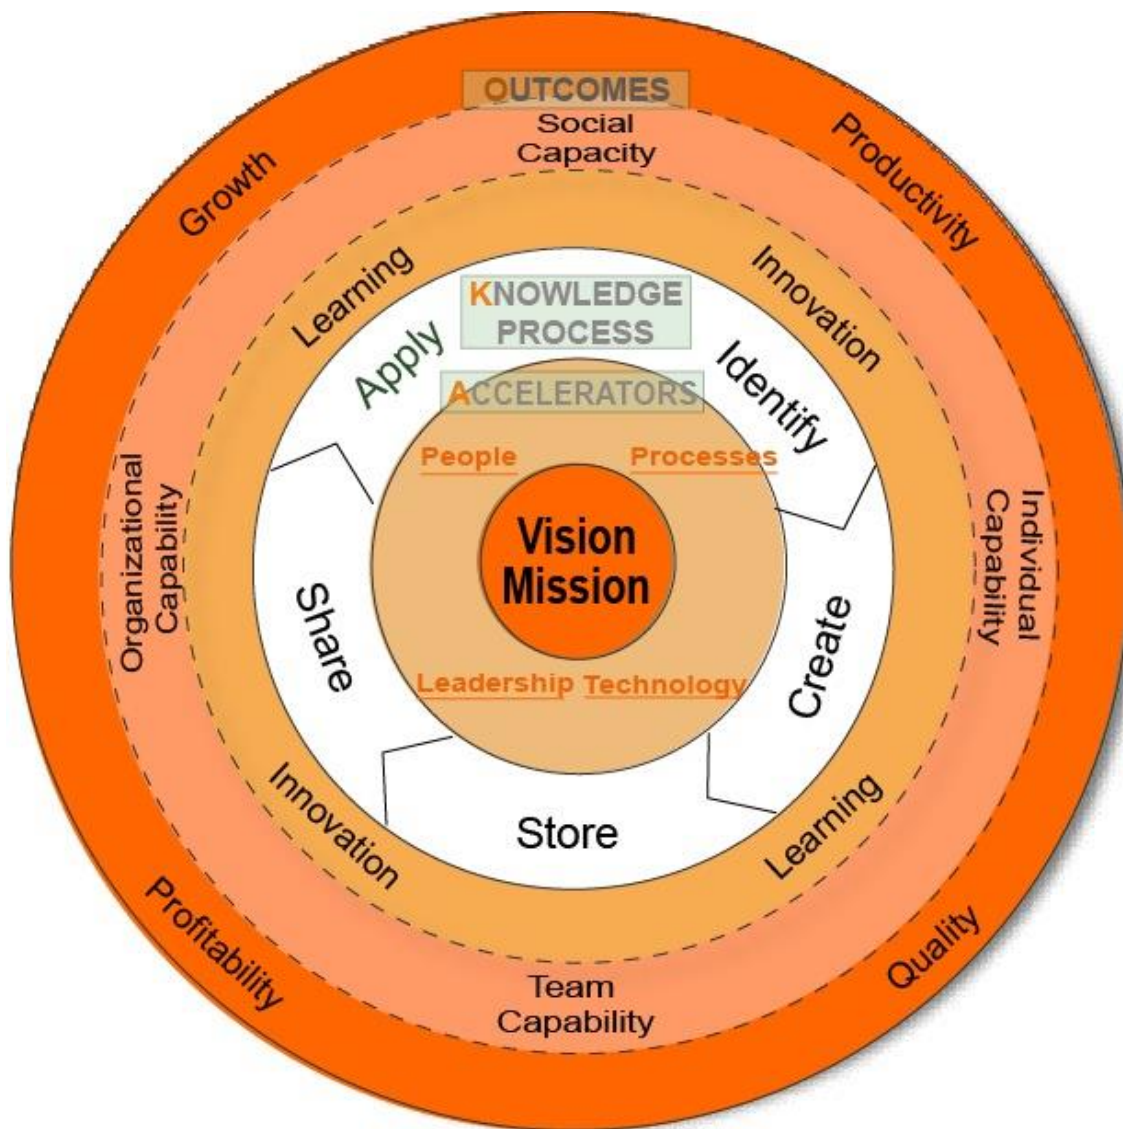 OUTCOMES
Social
Capacity
Growth
Productivity
Learning
Innovation
KNOWLEDGE
PROCESS
Apply
Identify
ACCELERATORS
People
Processes
Organizational
Capability
Individual
Capability
Vision
Mission
Share
Create
Leadership
Technology
Store
Innovation
Learning
Profitability
Quality
Team
Capability